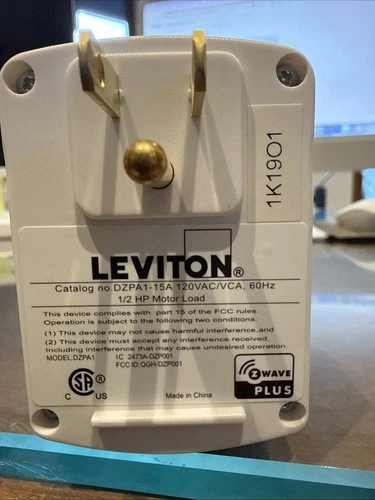 1K19O1
LEVITON®
Catalog no.DZPA1-15A 120VAC/VCA, 60Hz
1/2 HP Motor Load
This device complies with part 15 of the FCC rules
Operation is subject to the following two conditions:
(1) This device may not cause harmful interference,and
(2) This device must accept any interference received,
Including interference that may cause undesired operation.
MODEL:DZPA1 IC 2473A-DZP001
FCC ID:QGH-DZP001
SA ®
C US
Made in China
Z WAVE
PLUS